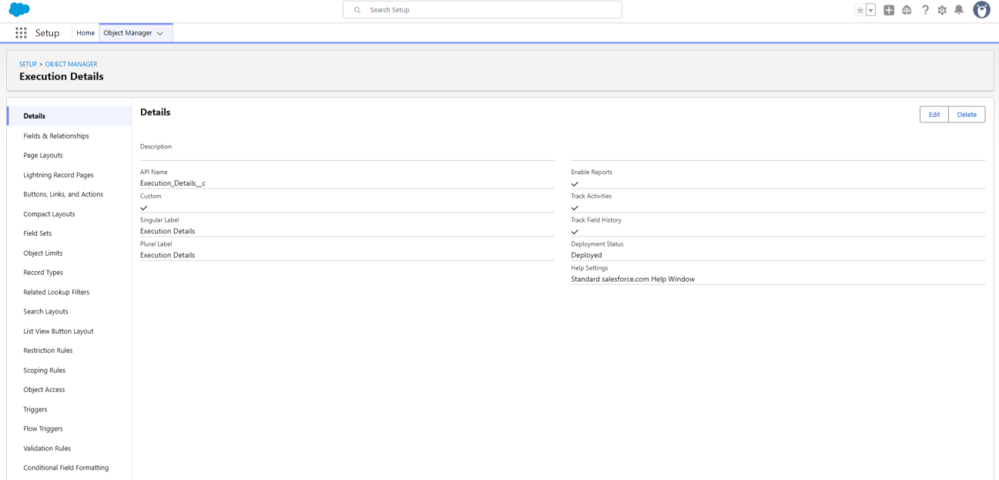 Search Setup
Setup
Home
Object Manager
SETUP > OBJECT MANAGER
Execution Details
Details
Fields & Relationships
Page Layouts
Lightning Record Pages
Buttons, Links, and Actions
Compact Layouts
Field Sets
Object Limits
Record Types
Related Lookup Filters
Search Layouts
List View Button Layout
Restriction Rules
Scoping Rules
Object Access
Triggers
Flow Triggers
Validation Rules
Conditional Field Formatting
Details
Edit
Delete
Description
API Name
Execution_Details__c
Custom
Singular Label
Execution Details
Plural Label
Execution Details
Enable Reports
Track Activities
Track Field History
Deployment Status
Deployed
Help Settings
Standard salesforce.com Help Window